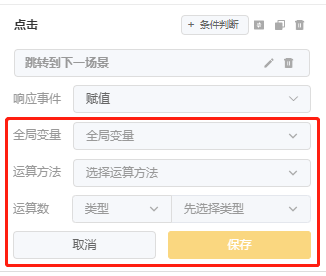 点击 + 条件判断
跳转到下一场景
响应事件 赋值
全局变量 全局变量
运算方法 选择运算方法
运算数 类型 先选择类型
取消 保存